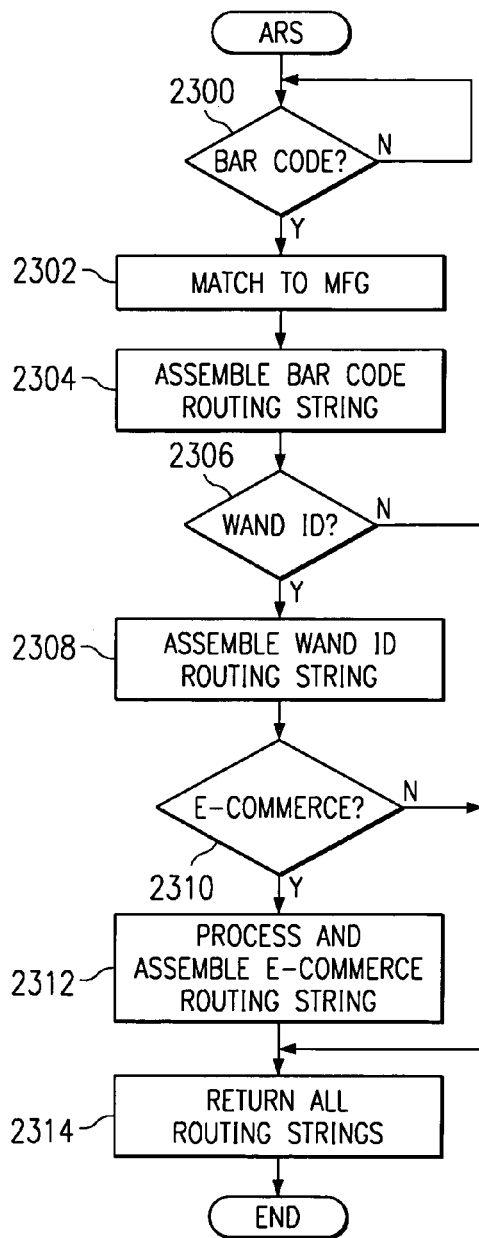 ARS
2300
BAR CODE?
N
Y
2302
MATCH TO MFG
2304
ASSEMBLE BAR CODE
ROUTING STRING
2306
WAND ID?
N
Y
2308
ASSEMBLE WAND ID
ROUTING STRING
E-COMMERCE?
N
2310
Y
2312
PROCESS AND
ASSEMBLE E-COMMERCE
ROUTING STRING
2314
RETURN ALL
ROUTING STRINGS
END